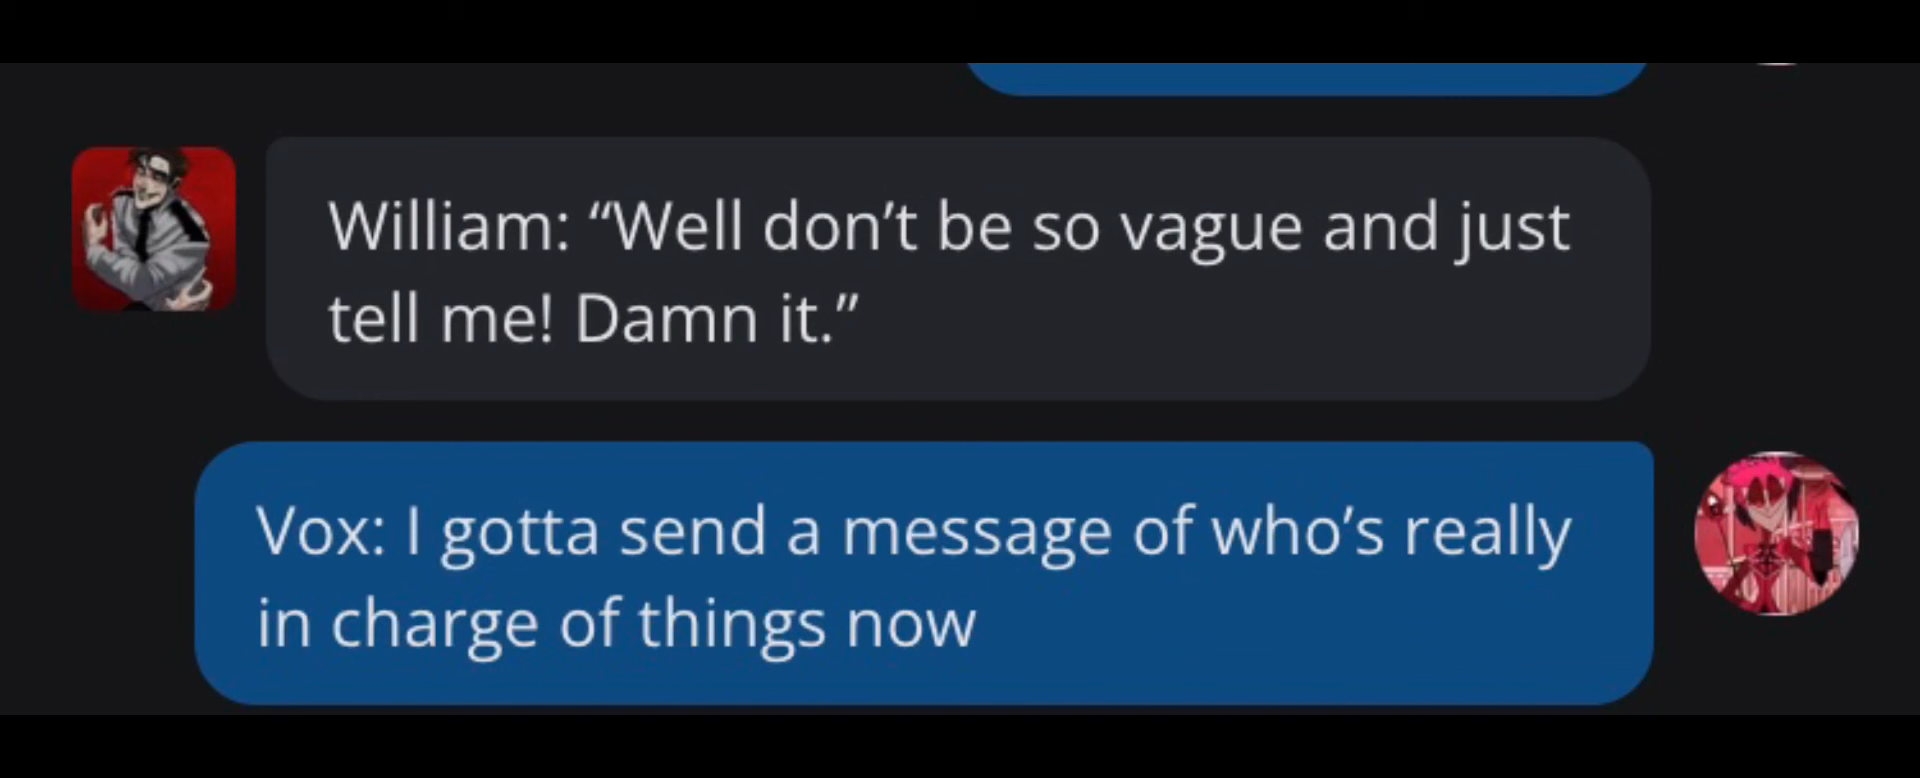 William: “Well don’t be so vague and just
tell me! Damn it.”
Vox: I gotta send a message of who’s really
in charge of things now